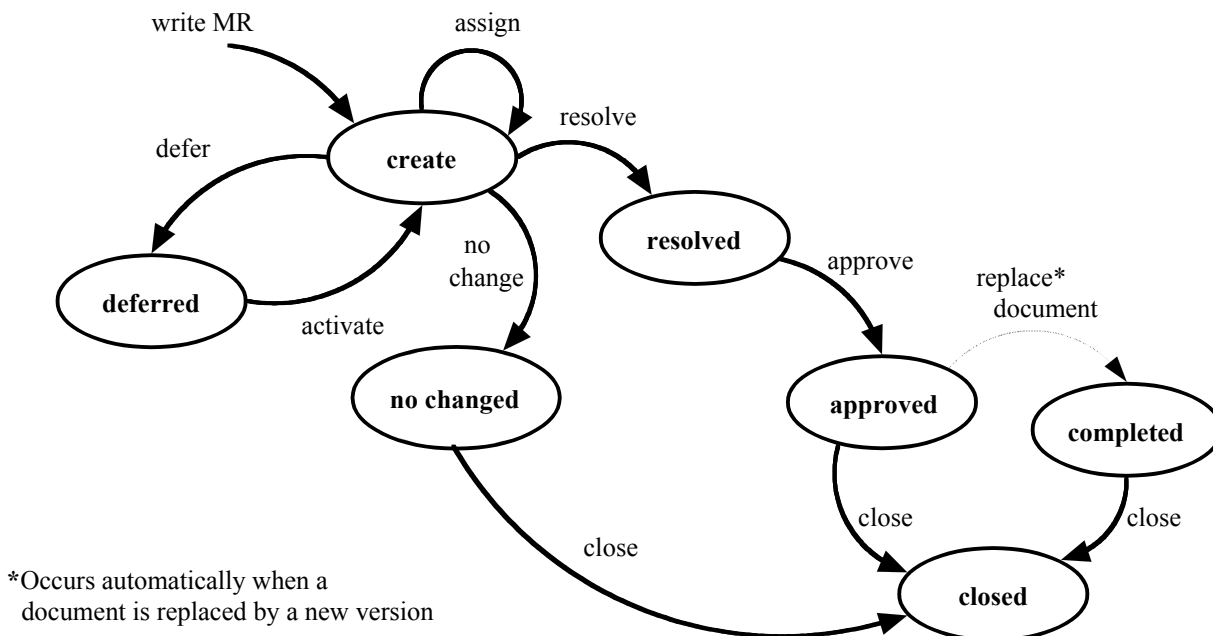 write MR
assign
resolve
defer
create
resolved
no
change
approve
replace*
document
deferred
activate
no changed
approved
completed
close
close
close
*Occurs automatically when a
document is replaced by a new version
closed